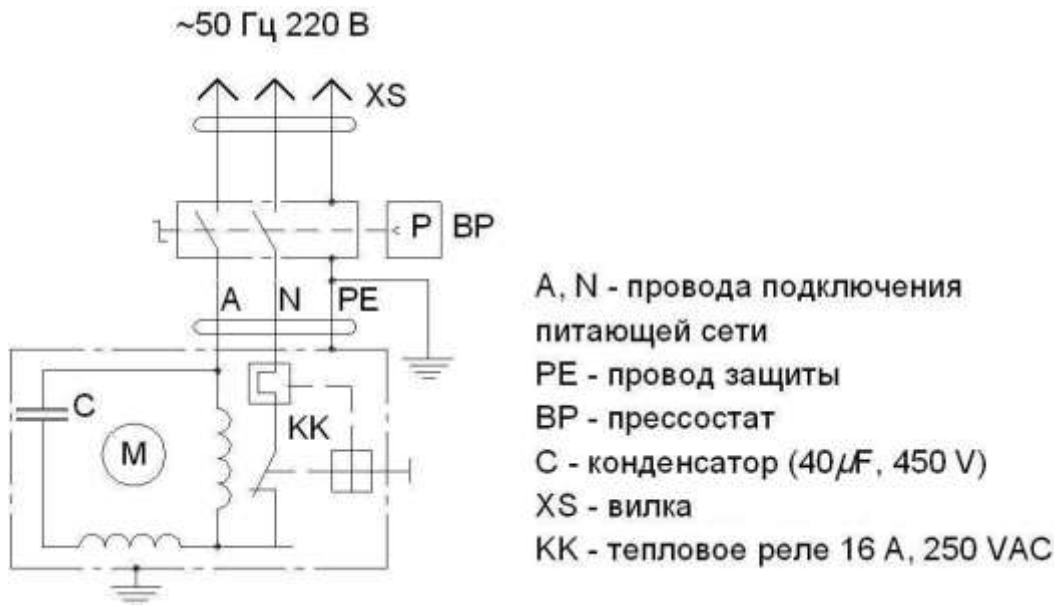 ~50 Гц 220 В
XS
P BP
A N PE
C
KK
M
A, N - провода подключения
питающей сети
PE - провод защиты
BP - прессостат
C - конденсатор (40µF, 450 V)
XS - вилка
KK - тепловое реле 16 А, 250 VAC